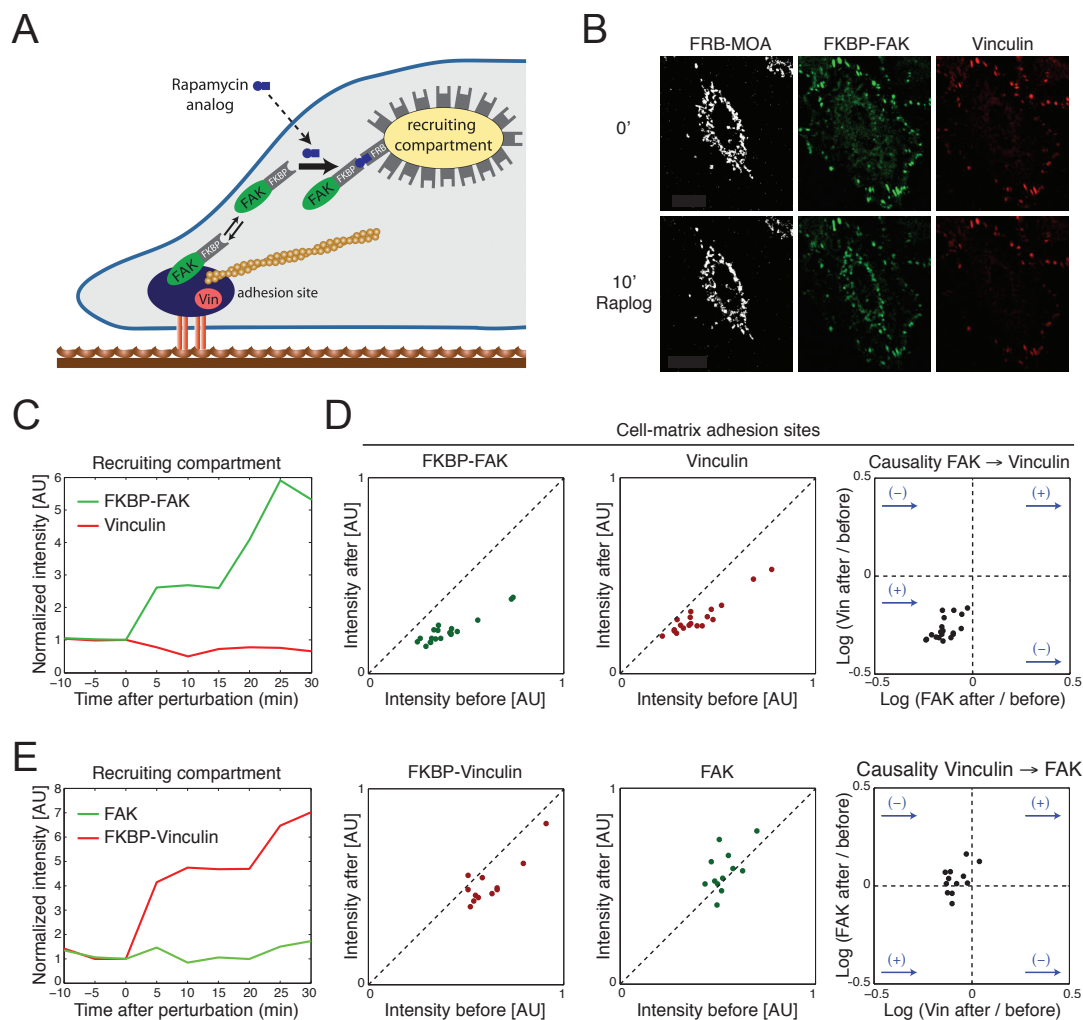 A
Rapamycin
analog
recruiting
compartment
FRB
FKBP
FAK
FKBP
FAK
FKBP
FAK
Vin
adhesion site
B
FRB-MOA
FKBP-FAK
Vinculin
0’
10’
Raplog
C
Recruiting compartment
Normalized intensity [AU]
6
5
4
3
2
1
0
FKBP-FAK
Vinculin
−10
−5
0
5
10
15
20
25
30
Time after perturbation (min)
D
Cell-matrix adhesion sites
FKBP-FAK
Intensity after [AU]
1
0
0
1
Intensity before [AU]
Vinculin
Intensity after [AU]
1
0
0
1
Intensity before [AU]
Causality FAK → Vinculin
Log (Vin after / before)
0.5
0
−0.5
(−)
(+)
(+)
(−)
−0.5
0
0.5
Log (FAK after / before)
E
Recruiting compartment
Normalized intensity [AU]
8
7
6
5
4
3
2
1
0
FAK
FKBP-Vinculin
−10
−5
0
5
10
15
20
25
30
Time after perturbation (min)
FKBP-Vinculin
Intensity after [AU]
1
0
0
1
Intensity before [AU]
FAK
Intensity after [AU]
1
0
0
1
Intensity before [AU]
Causality Vinculin → FAK
Log (FAK after / before)
0.5
0
−0.5
(−)
(+)
(+)
(−)
−0.5
0
0.5
Log (Vin after / before)